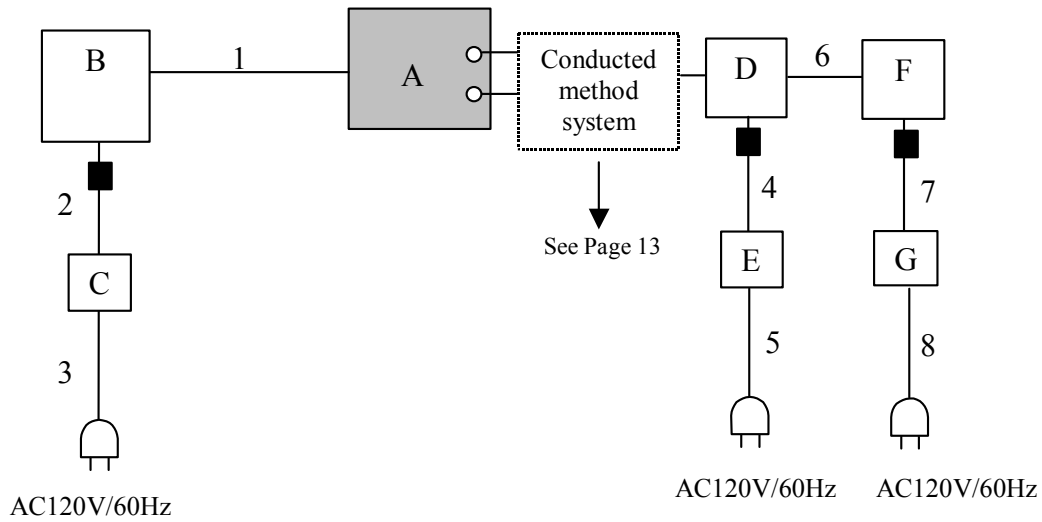 B
1
A
Conducted
method
system
D
6
F
2
4
7
See Page 13
C
E
G
3
5
8
AC120V/60Hz
AC120V/60Hz
AC120V/60Hz